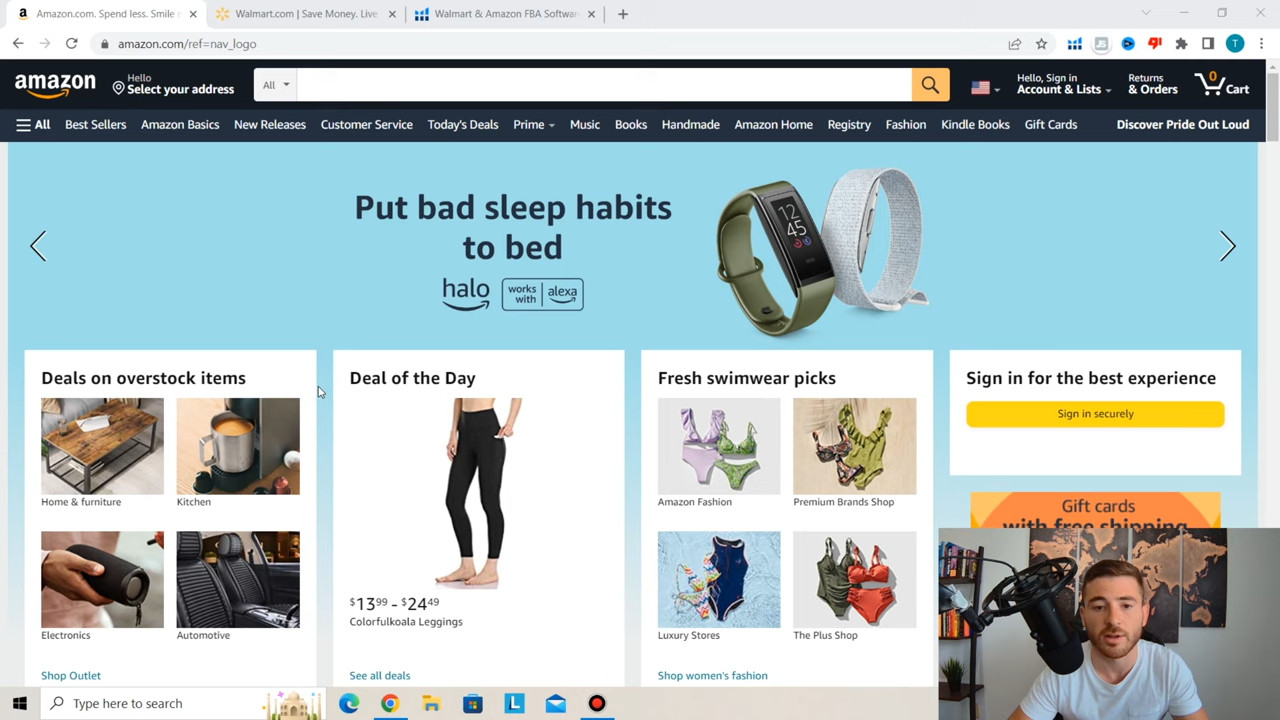 Amazon.com. Spend less. Smile
Walmart.com | Save Money. Live
Walmart & Amazon FBA Softwar
amazon.com/ref=nav_logo
T
amazon
Hello
Select your address
All
Hello, Sign in
Account & Lists
Returns
& Orders
0
Cart
All
Best Sellers
Amazon Basics
New Releases
Customer Service
Today's Deals
Prime
Music
Books
Handmade
Amazon Home
Registry
Fashion
Kindle Books
Gift Cards
Discover Pride Out Loud
Put bad sleep habits
to bed
halo
works with
alexa
12
45
Deals on overstock items
Home & furniture
Kitchen
Electronics
Automotive
Shop Outlet
Deal of the Day
$1399 - $2449
Colorfulkoala Leggings
See all deals
Fresh swimwear picks
Amazon Fashion
Premium Brands Shop
Luxury Stores
The Plus Shop
Shop women's fashion
Sign in for the best experience
Sign in securely
Gift cards
with free shipping
Type here to search
L